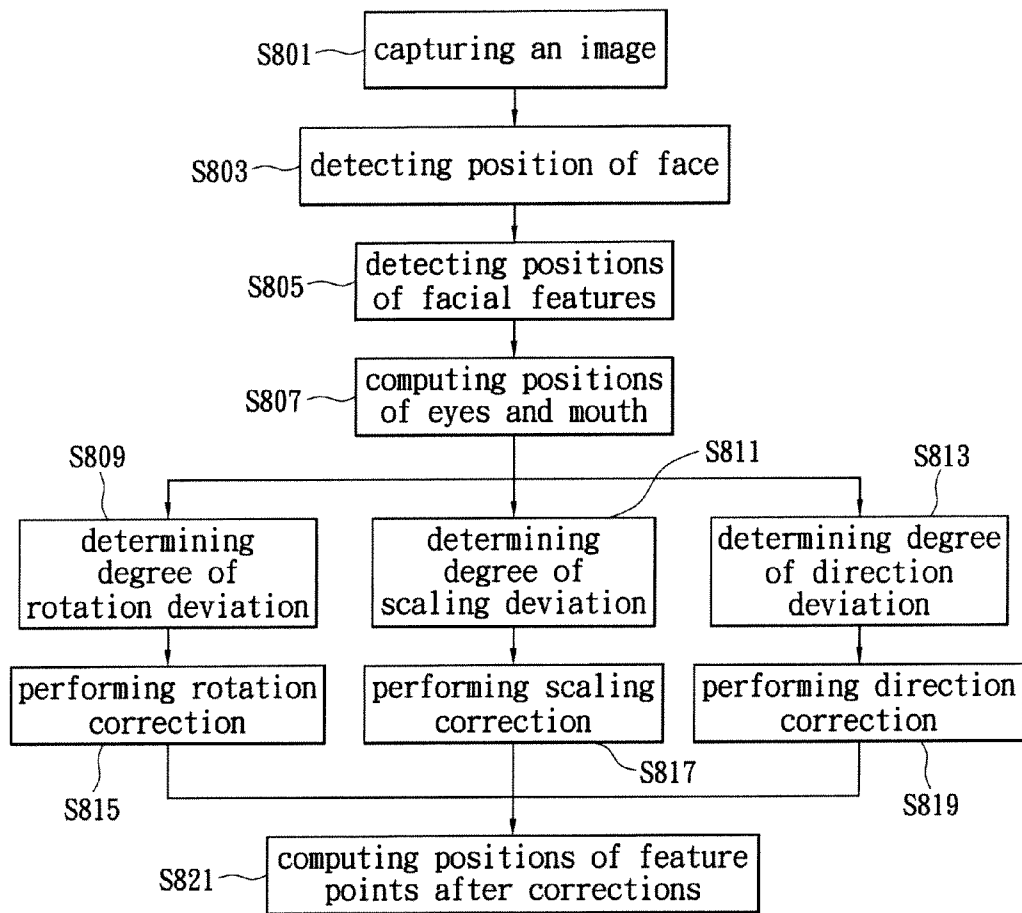 S801
capturing an image
S803
detecting position of face
S805
detecting positions
of facial features
S807
computing positions
of eyes and mouth
S809
S811
S813
determining
degree of
rotation deviation
determining
degree of
scaling deviation
determining degree
of direction
deviation
performing rotation
correction
performing scaling
correction
performing direction
correction
S815
S817
S819
S821
computing positions of feature
points after corrections